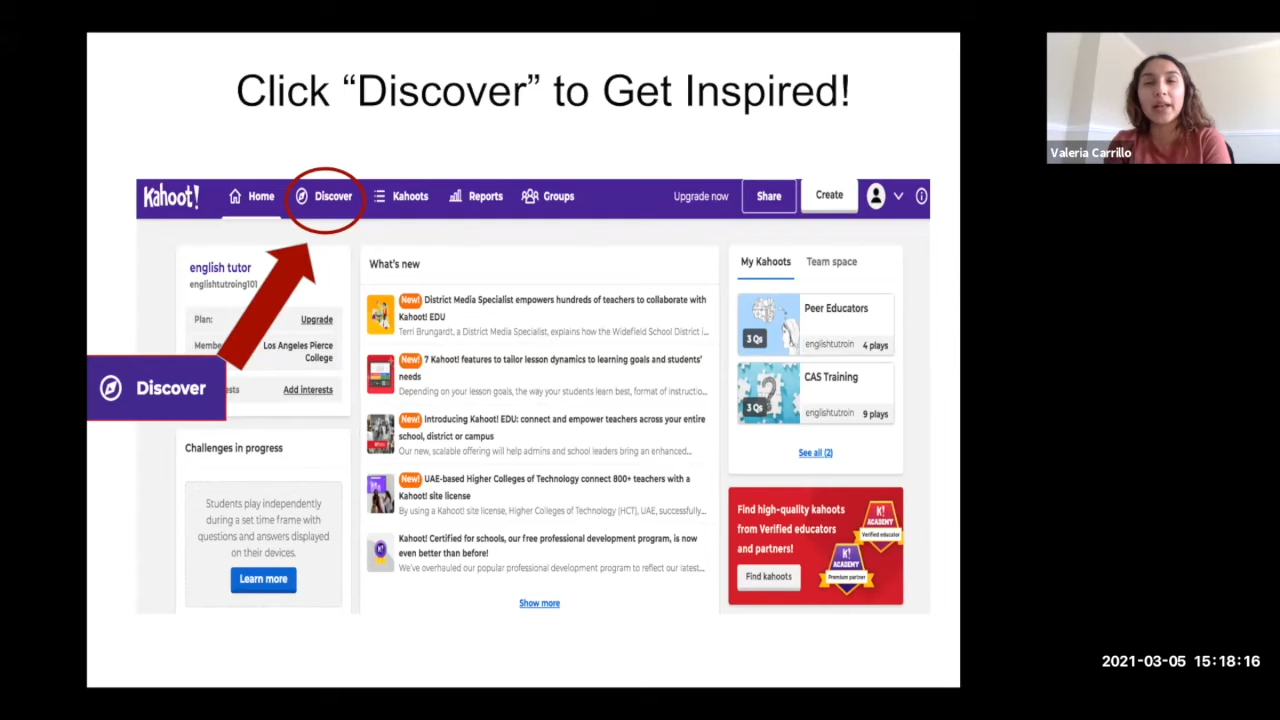 Click “Discover” to Get Inspired!
Kahoot!
Home
Discover
Kahoots
Reports
Groups
Upgrade now
Share
Create
english tutor
englishtutroing101
Plan:
Upgrade
Los Angeles Pierce
College
Add interests
Discover
Challenges in progress
Students play independently
during a set time frame with
questions and answers displayed
on their devices.
Learn more
What's new
New! District Media Specialist empowers hundreds of teachers to collaborate with
Kahoot! EDU
Terri Brungardt, a District Media Specialist, explains how the Widefield School District i...
New! 7 Kahoot! features to tailor lesson dynamics to learning goals and students'
needs
Depending on your lesson goals, the way your students learn best, format of instructio...
New! Introducing Kahoot! EDU: connect and empower teachers across your entire
school, district or campus
Our new, scalable offering will help admins and school leaders bring an enhanced...
New! UAE-based Higher Colleges of Technology connect 800+ teachers with a
Kahoot! site license
By using a Kahoot! site license, Higher Colleges of Technology (HCT), UAE, successfully...
Kahoot! Certified for schools, our free professional development program, is now
even better than before!
We've overhauled our popular professional development program to reflect our latest...
Show more
My Kahoots
Team space
3 Qs
Peer Educators
englishtutroin
4 plays
3 Qs
CAS Training
englishtutroin
9 plays
See all (2)
Find high-quality kahoots
from Verified educators
and partners!
Find kahoots
K!
ACADEMY
Verified educator
K!
ACADEMY
Premium partner
Valeria Carrillo
2021-03-05 15:18:16